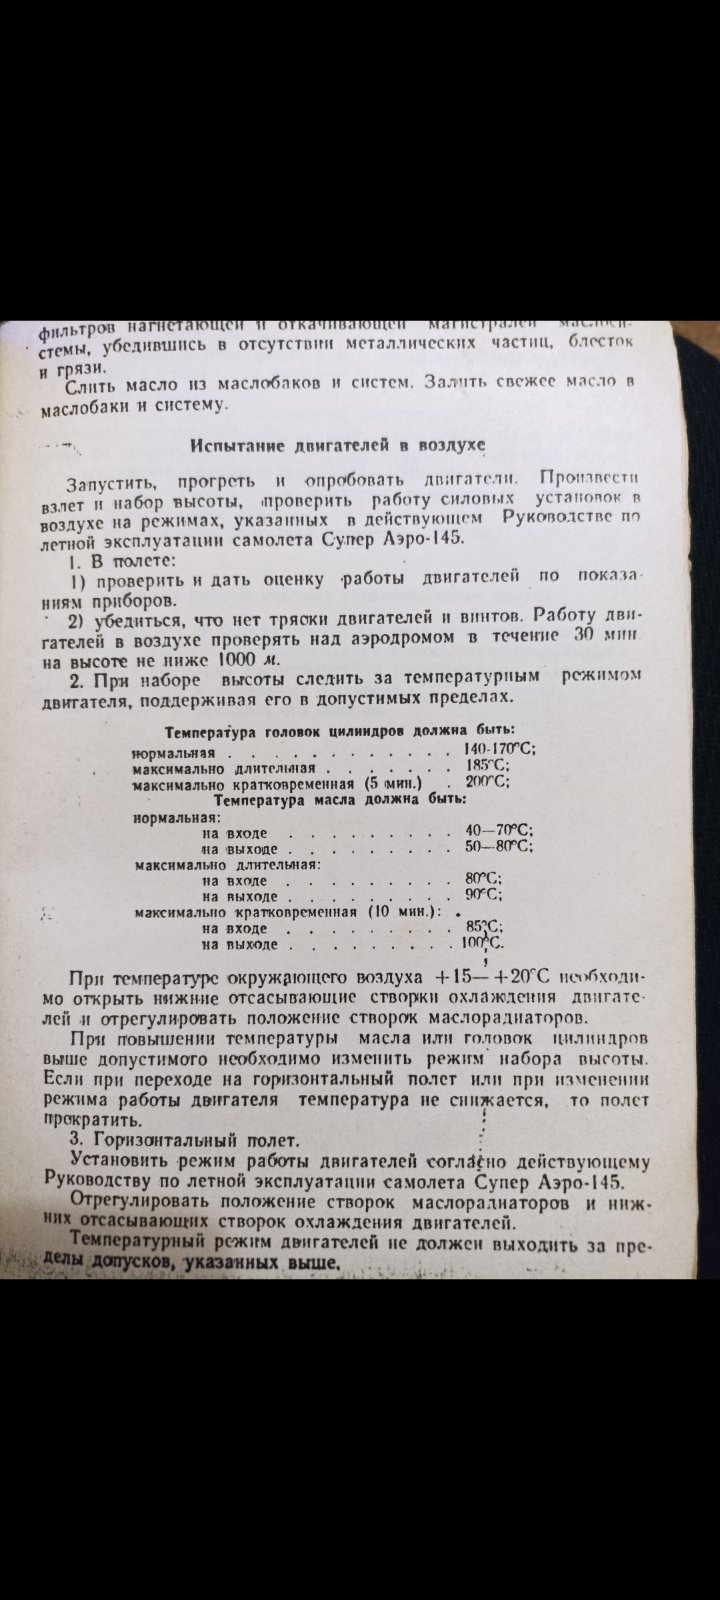 фильтров нагнетающей и откачивающей магистралей маслоси-
стемы, убедившись в отсутствии металлических частиц, блесток
и грязи.
Слить масло из маслобаков и систем. Залить свежее масло в
маслобаки и систему.
Испытание двигателей в воздухе
Запустить, прогреть и опробовать двигатели. Произвести
взлет и набор высоты, проверить работу силовых установок в
воздухе на режимах, указанных в действующем Руководстве по
летной эксплуатации самолета Супер Аэро-145.
1. В полете:
1) проверить и дать оценку работы двигателей по показа-
ниям приборов.
2) убедиться, что нет тряски двигателей и винтов. Работу дви-
гателей в воздухе проверять над аэродромом в течение 30 мин.
на высоте не ниже 1000 м.
2. При наборе высоты следить за температурным режимом
двигателя, поддерживая его в допустимых пределах.
Температура головок цилиндров должна быть:
нормальная . . . . . . . . . . . . 140-170°С;
максимально длительная . . . . . . . 185°С;
максимально кратковременная (5 мин.) . 200°С;
Температура масла должна быть:
нормальная:
на входе . . . . . . . . . 40—70°С;
на выходе . . . . . . . . . 50—80°С;
максимально длительная:
на входе . . . . . . . . . 80°С;
на выходе . . . . . . . . . 90°С;
максимально кратковременная (10 мин.):
на входе . . . . . . . . . 85°С;
на выходе . . . . . . . . . 100°С.
При температуре окружающего воздуха +15— +20°С необходи-
мо открыть нижние отсасывающие створки охлаждения двигате-
лей и отрегулировать положение створок маслорадиаторов.
При повышении температуры масла или головок цилиндров
выше допустимого необходимо изменить режим набора высоты.
Если при переходе на горизонтальный полет или при изменении
режима работы двигателя температура не снижается, то полет
прократить.
3. Горизонтальный полет.
Установить режим работы двигателей согласно действующему
Руководству по летной эксплуатации самолета Супер Аэро-145.
Отрегулировать положение створок маслорадиаторов и ниж-
них отсасывающих створок охлаждения двигателей.
Температурный режим двигателей не должен выходить за пре-
делы допусков, указанных выше.